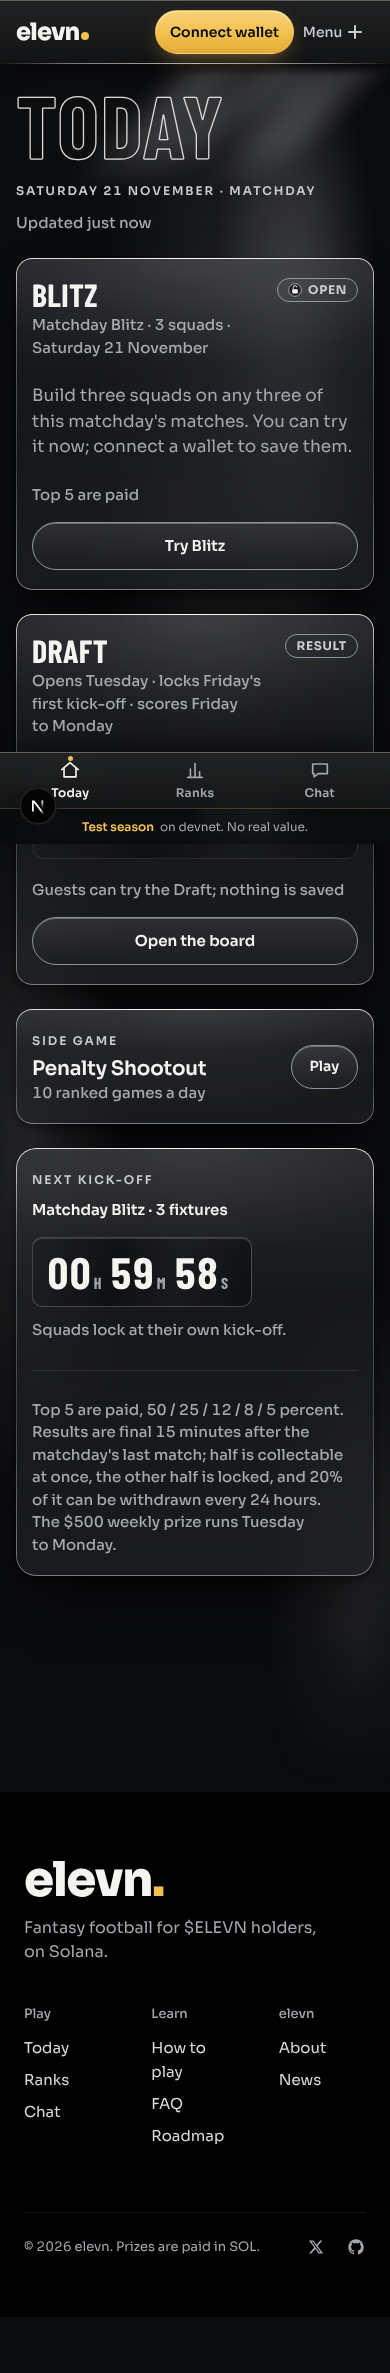 elevn.
Connect wallet
Menu
TODAY
SATURDAY 21 NOVEMBER · MATCHDAY
Updated just now
BLITZ
OPEN
Matchday Blitz · 3 squads ·
Saturday 21 November
Build three squads on any three of
this matchday's matches. You can try
it now; connect a wallet to save them.
Top 5 are paid
Try Blitz
DRAFT
RESULT
Opens Tuesday · locks Friday's
first kick-off · scores Friday
to Monday
Today
Ranks
Chat
N
Test season on devnet. No real value.
Guests can try the Draft; nothing is saved
Open the board
SIDE GAME
Penalty Shootout
10 ranked games a day
Play
NEXT KICK-OFF
Matchday Blitz · 3 fixtures
00 H 59 M 58 S
Squads lock at their own kick-off.
Top 5 are paid, 50 / 25 / 12 / 8 / 5 percent.
Results are final 15 minutes after the
matchday's last match; half is collectable
at once, the other half is locked, and 20%
of it can be withdrawn every 24 hours.
The $500 weekly prize runs Tuesday
to Monday.
elevn.
Fantasy football for $ELEVN holders,
on Solana.
Play
Today
Ranks
Chat
Learn
How to
play
FAQ
Roadmap
elevn
About
News
© 2026 elevn. Prizes are paid in SOL.